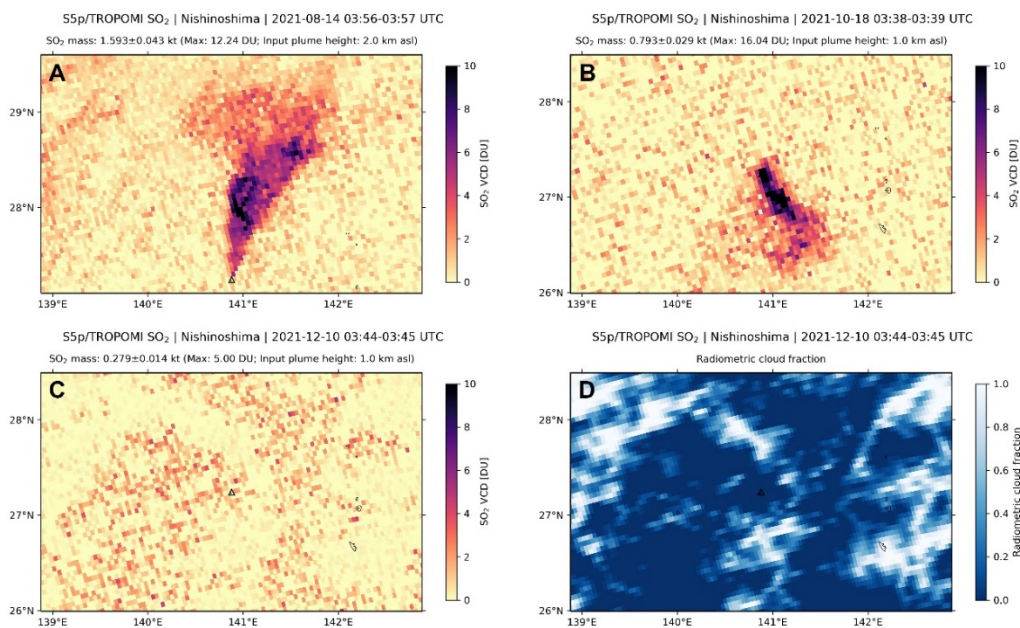 S5p/TROPOMI SO₂ | Nishinoshima | 2021-08-14 03:56-03:57 UTC
SO₂ mass: 1.593±0.043 kt (Max: 12.24 DU; Input plume height: 2.0 km asl)
A
29°N
28°N
139°E
140°E
141°E
142°E
10
8
6
4
2
0
SO₂ VCD [DU]
S5p/TROPOMI SO₂ | Nishinoshima | 2021-10-18 03:38-03:39 UTC
SO₂ mass: 0.793±0.029 kt (Max: 16.04 DU; Input plume height: 1.0 km asl)
B
28°N
27°N
26°N
139°E
140°E
141°E
142°E
10
8
6
4
2
0
SO₂ VCD [DU]
S5p/TROPOMI SO₂ | Nishinoshima | 2021-12-10 03:44-03:45 UTC
SO₂ mass: 0.279±0.014 kt (Max: 5.00 DU; Input plume height: 1.0 km asl)
C
28°N
27°N
26°N
139°E
140°E
141°E
142°E
10
8
6
4
2
0
SO₂ VCD [DU]
S5p/TROPOMI SO₂ | Nishinoshima | 2021-12-10 03:44-03:45 UTC
Radiometric cloud fraction
D
28°N
27°N
26°N
139°E
140°E
141°E
142°E
1.0
0.8
0.6
0.4
0.2
0.0
Radiometric cloud fraction